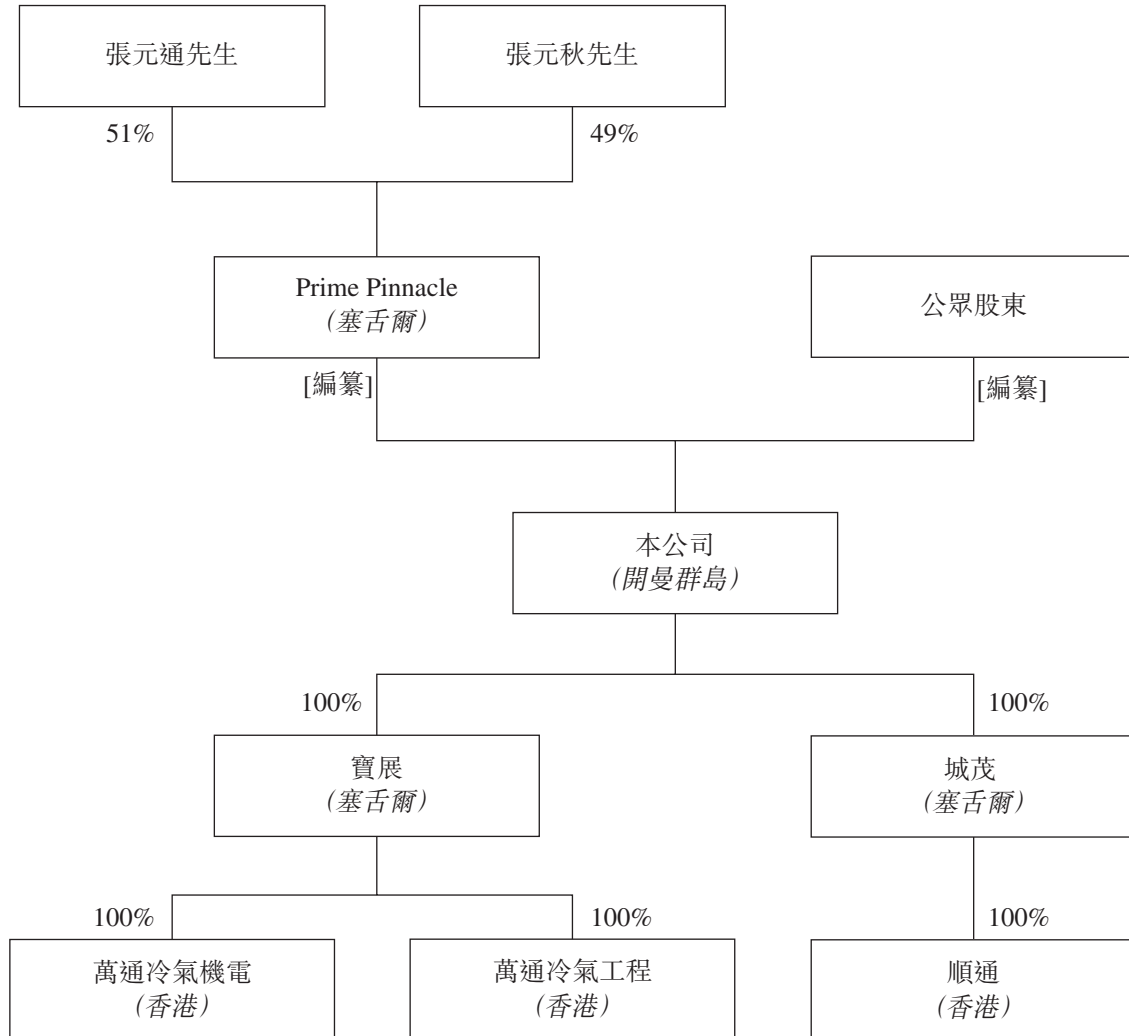 張元通先生
張元秋先生
51%
49%
Prime Pinnacle
(塞舌爾)
公眾股東
[編纂]
[編纂]
本公司
(開曼群島)
100%
100%
寶展
(塞舌爾)
城茂
(塞舌爾)
100%
100%
100%
萬通冷氣機電
(香港)
萬通冷氣工程
(香港)
順通
(香港)